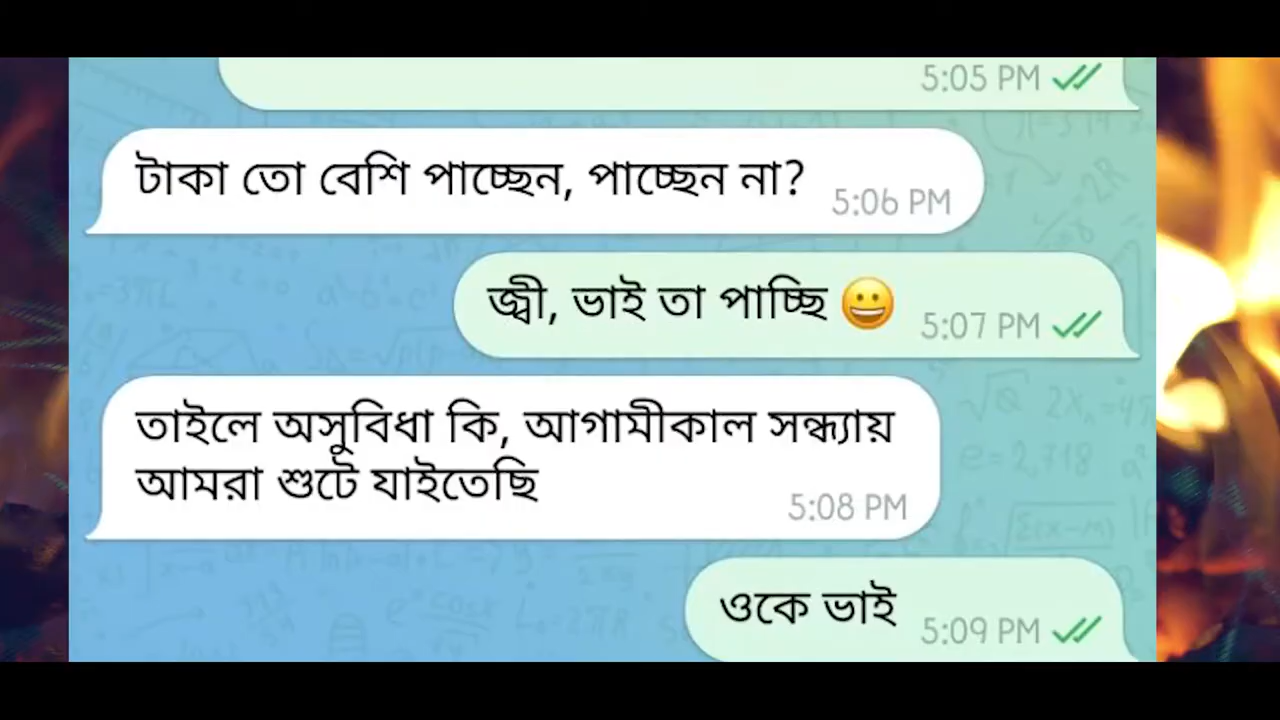 5:05 PM
টাকা তো বেশি পাচ্ছেন, পাচ্ছেন না?
5:06 PM
জ্বী, ভাই তা পাচ্ছি 😀
5:07 PM
তাইলে অসুবিধা কি, আগামীকাল সন্ধ্যায়
আমরা শুটে যাইতেছি
5:08 PM
ওকে ভাই
5:09 PM